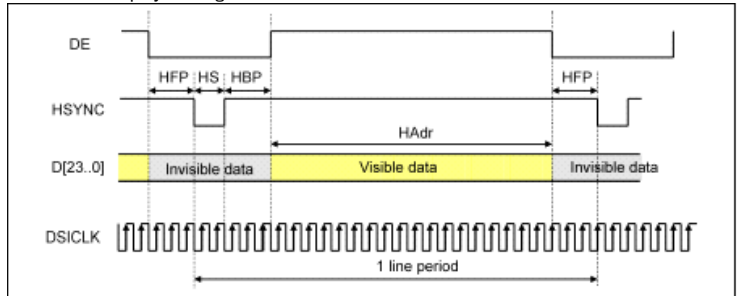 DE
HFP HS HBP HFP
HSYNC
HAdr
D[23..0] Invisible data Visible data Invisible data
DSICLK
1 line period